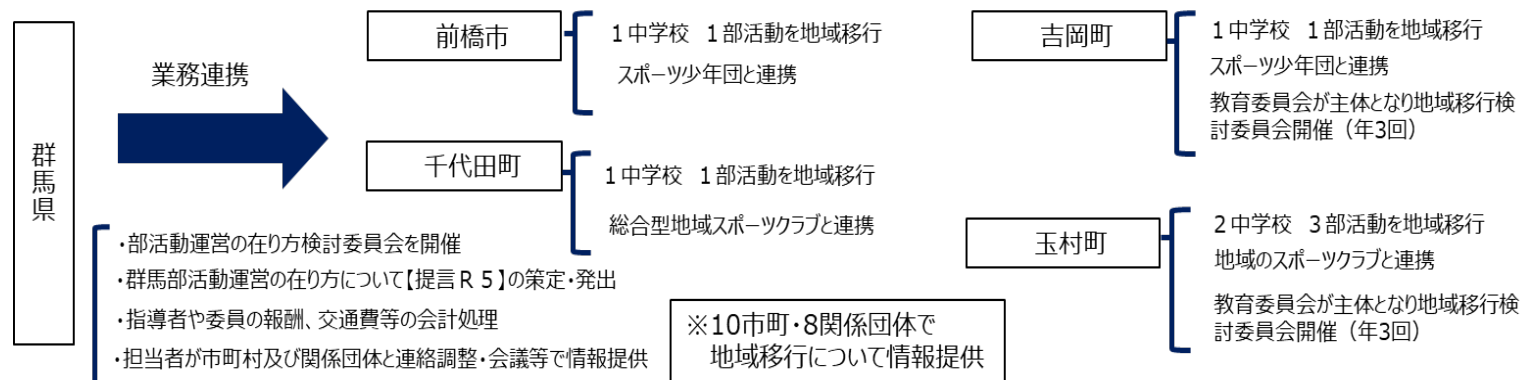 群馬県
業務連携
・部活動運営の在り方検討委員会を開催
・群馬部活動運営の在り方について【提言Ｒ５】の策定・発出
・指導者や委員の報酬、交通費等の会計処理
・担当者が市町村及び関係団体と連絡調整・会議等で情報提供
前橋市
１中学校　１部活動を地域移行
スポーツ少年団と連携
千代田町
１中学校　１部活動を地域移行
総合型地域スポーツクラブと連携
吉岡町
１中学校　１部活動を地域移行
スポーツ少年団と連携
教育委員会が主体となり地域移行検
討委員会開催（年3回）
玉村町
２中学校　３部活動を地域移行
地域のスポーツクラブと連携
教育委員会が主体となり地域移行検
討委員会開催（年3回）
※10市町・8関係団体で
地域移行について情報提供